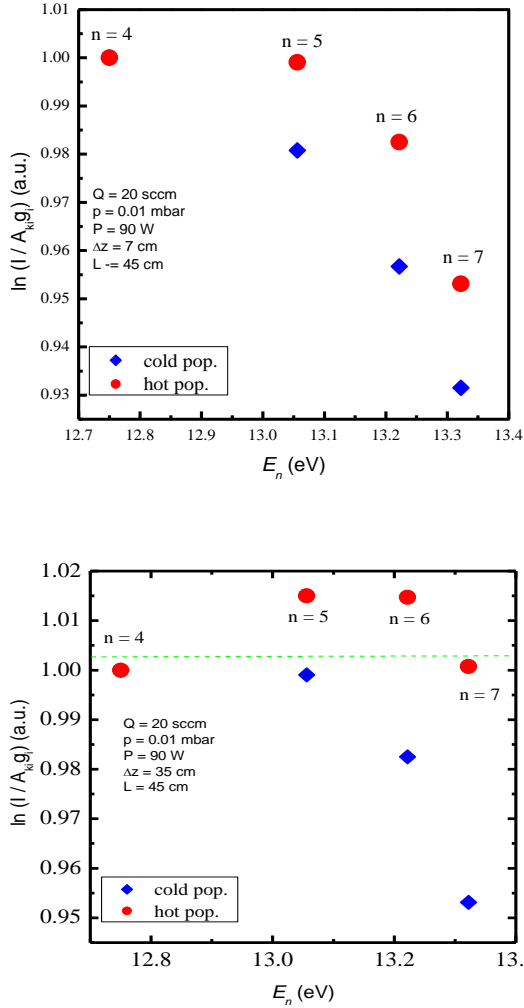 1.01
1.00
0.99
0.98
0.97
0.96
0.95
0.94
0.93
ln (I / Akigi) (a.u.)
n = 4
n = 5
n = 6
n = 7
Q = 20 sccm
p = 0.01 mbar
P = 90 W
Δz = 7 cm
L -= 45 cm
cold pop.
hot pop.
12.7 12.8 12.9 13.0 13.1 13.2 13.3 13.4
En (eV)
1.02
1.01
1.00
0.99
0.98
0.97
0.96
0.95
ln (I / Akigi) (a.u.)
n = 4
n = 5
n = 6
n = 7
Q = 20 sccm
p = 0.01 mbar
P = 90 W
Δz = 35 cm
L = 45 cm
cold pop.
hot pop.
12.8 13.0 13.2 13.
En (eV)